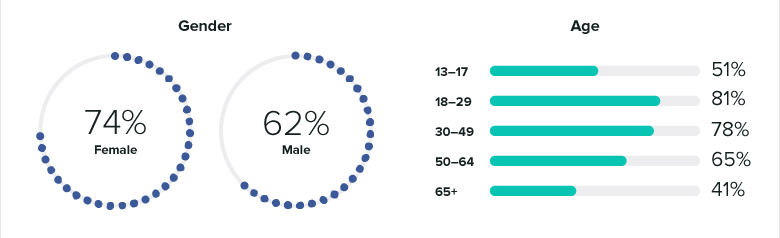 Gender
74%
Female
62%
Male
Age
13–17 51%
18–29 81%
30–49 78%
50–64 65%
65+ 41%